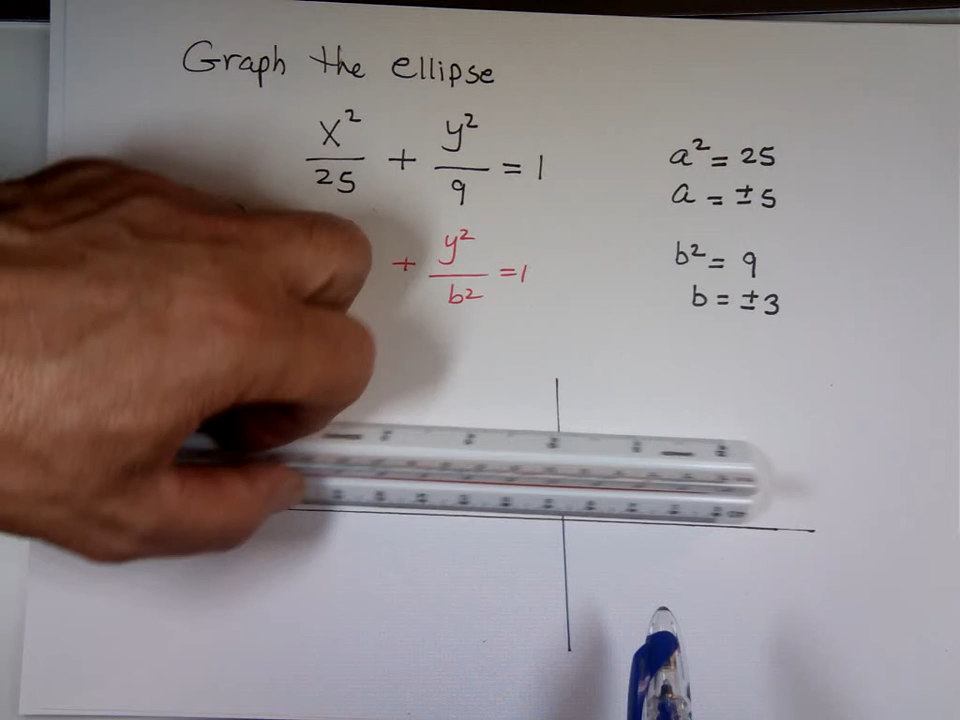 Graph the ellipse
x²/25 + y²/9 = 1
+ y²/b² = 1
a² = 25
a = ±5
b² = 9
b = ±3